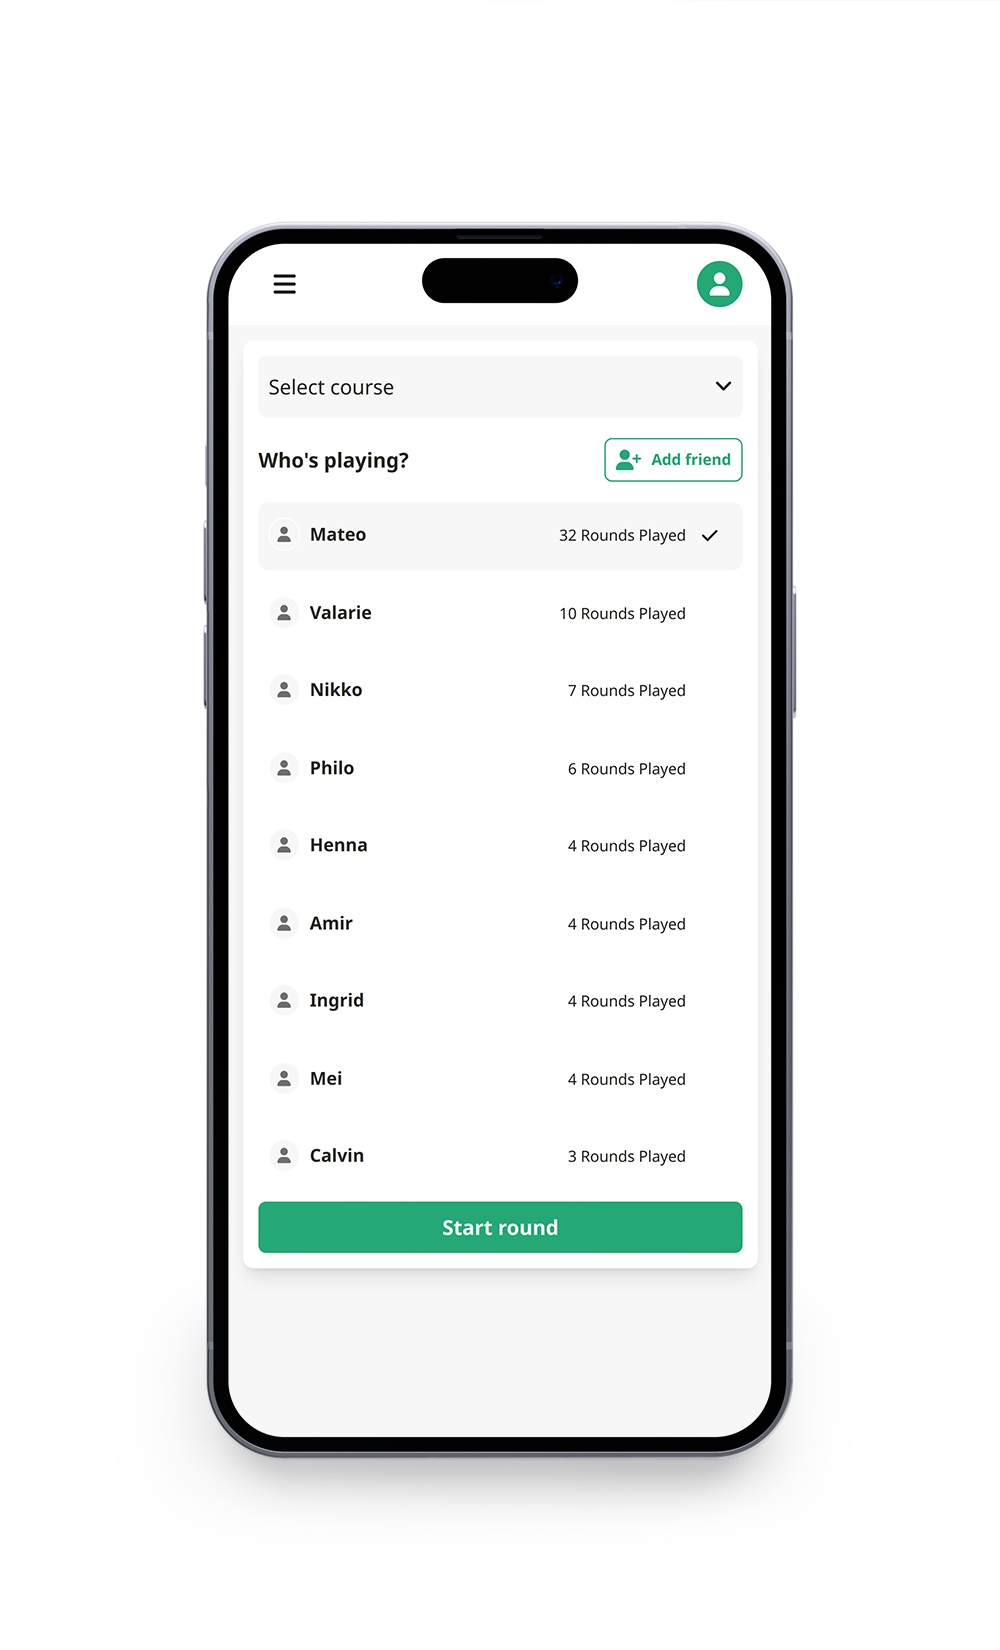 Select course
Who's playing?
Add friend
Mateo 32 Rounds Played
Valarie 10 Rounds Played
Nikko 7 Rounds Played
Philo 6 Rounds Played
Henna 4 Rounds Played
Amir 4 Rounds Played
Ingrid 4 Rounds Played
Mei 4 Rounds Played
Calvin 3 Rounds Played
Start round